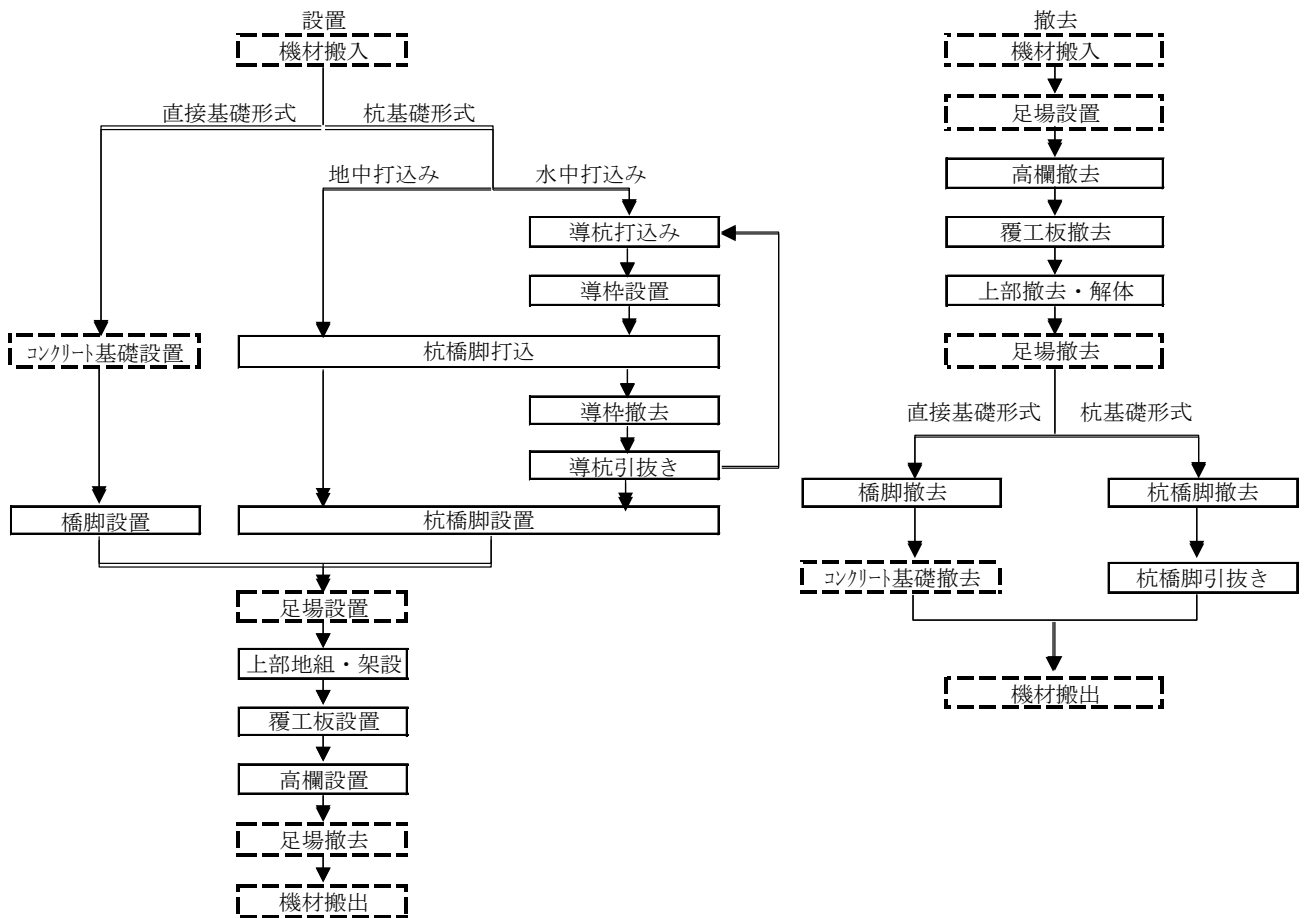 設置
機材搬入
直接基礎形式
杭基礎形式
地中打込み
水中打込み
導杭打込み
導枠設置
コンクリート基礎設置
杭橋脚打込
導枠撤去
導杭引抜き
橋脚設置
杭橋脚設置
足場設置
上部地組・架設
覆工板設置
高欄設置
足場撤去
機材搬出
撤去
機材搬入
足場設置
高欄撤去
覆工板撤去
上部撤去・解体
足場撤去
直接基礎形式
杭基礎形式
橋脚撤去
杭橋脚撤去
コンクリート基礎撤去
杭橋脚引抜き
機材搬出